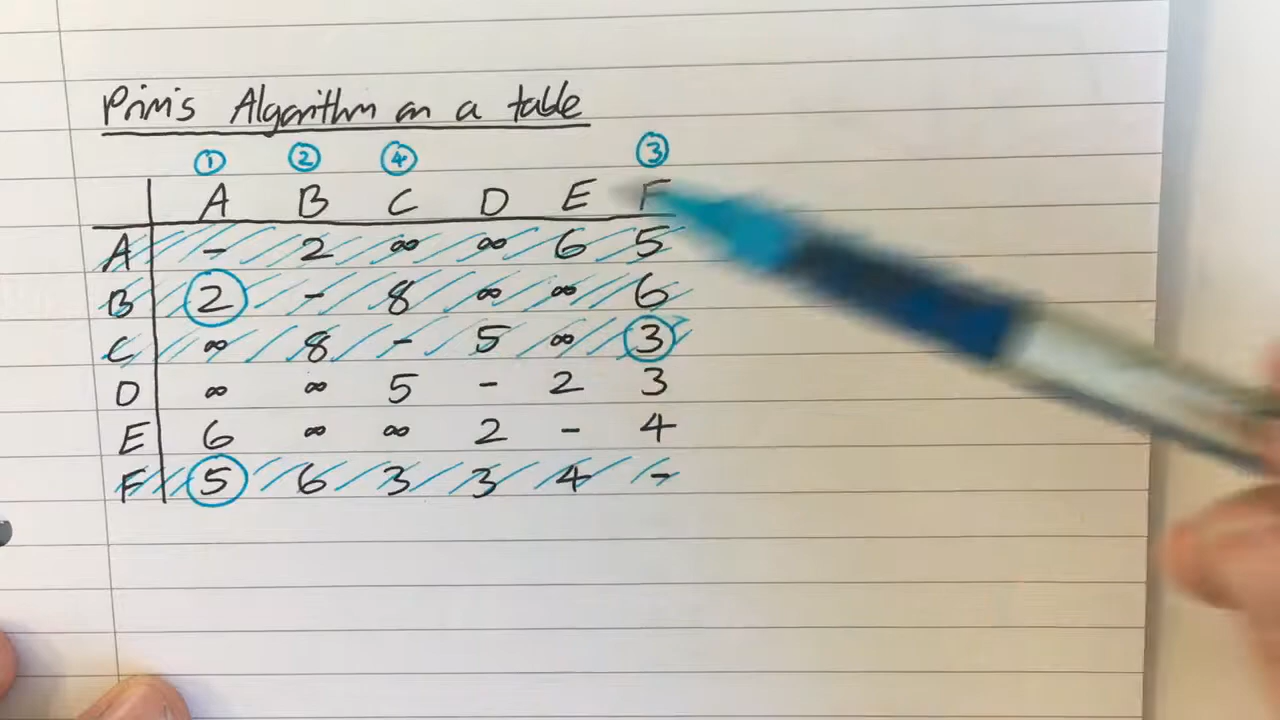 Prim's Algorithm on a table
① ② ④ ③
A B C D E F
A - 2 ∞ ∞ 6 5
B 2 - 8 ∞ ∞ 6
C ∞ 8 - 5 ∞ 3
D ∞ ∞ 5 - 2 3
E 6 ∞ ∞ 2 - 4
F 5 6 3 3 4 -